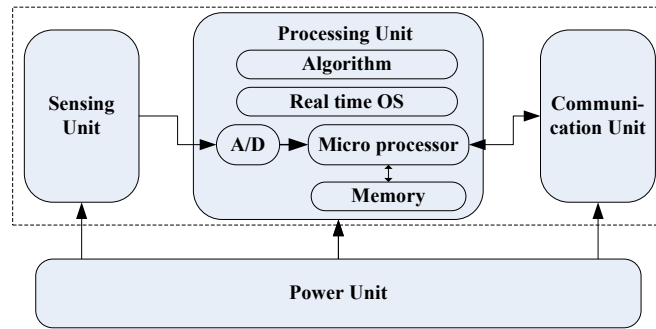 Processing Unit
Algorithm
Real time OS
Sensing
Unit
A/D
Micro processor
Memory
Communi-
cation Unit
Power Unit